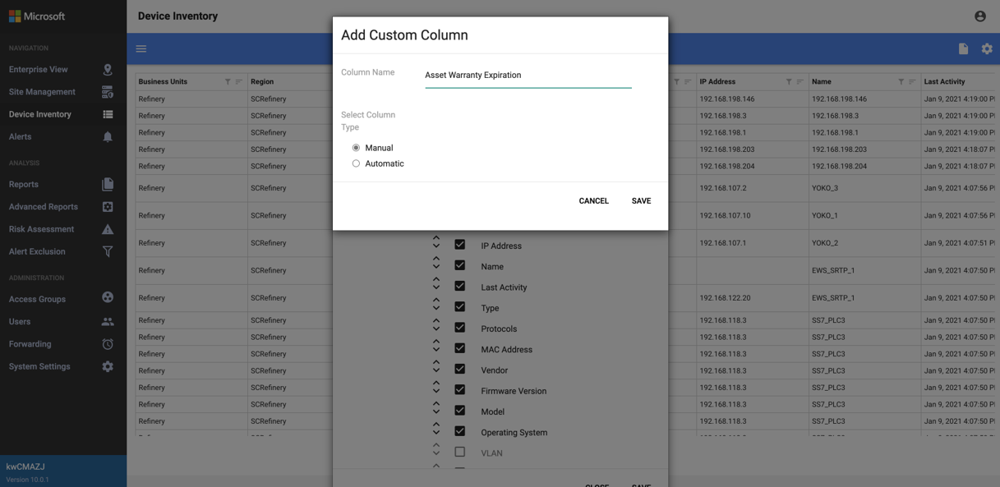 Microsoft
NAVIGATION
Enterprise View
Site Management
Device Inventory
Alerts
ANALYSIS
Reports
Advanced Reports
Risk Assessment
Alert Exclusion
ADMINISTRATION
Access Groups
Users
Forwarding
System Settings
kwCMAZJ
Version 10.0.1
Device Inventory
Business Units Region IP Address Name Last Activity
Refinery SCRefinery 192.168.198.146 192.168.198.146 Jan 9, 2021 4:19:00 P
Refinery SCRefinery 192.168.198.3 192.168.198.3 Jan 9, 2021 4:19:00 P
Refinery SCRefinery 192.168.198.1 192.168.198.1 Jan 9, 2021 4:19:00 P
Refinery SCRefinery 192.168.198.203 192.168.198.203 Jan 9, 2021 4:18:07 P
Refinery SCRefinery 192.168.198.204 192.168.198.204 Jan 9, 2021 4:18:07 P
Refinery SCRefinery 192.168.107.2 YOKO_3 Jan 9, 2021 4:07:56 P
Refinery SCRefinery 192.168.107.10 YOKO_1 Jan 9, 2021 4:07:56 P
Refinery SCRefinery 192.168.107.1 YOKO_2 Jan 9, 2021 4:07:51 P
Refinery SCRefinery EWS_SRTP_1 Jan 9, 2021 4:07:50 P
Refinery SCRefinery 192.168.122.20 EWS_SRTP_1 Jan 9, 2021 4:07:50 P
Refinery SCRefinery 192.168.118.3 SS7_PLC3 Jan 9, 2021 4:07:50 P
Refinery SCRefinery 192.168.118.3 SS7_PLC3 Jan 9, 2021 4:07:50 P
Refinery SCRefinery 192.168.118.3 SS7_PLC3 Jan 9, 2021 4:07:50 P
Refinery SCRefinery 192.168.118.3 SS7_PLC3 Jan 9, 2021 4:07:50 P
Refinery SCRefinery 192.168.118.3 SS7_PLC3 Jan 9, 2021 4:07:50 P
Refinery SCRefinery 192.168.118.3 SS7_PLC3 Jan 9, 2021 4:07:50 P
Refinery SCRefinery 192.168.118.3 SS7_PLC3 Jan 9, 2021 4:07:50 P
Add Custom Column
Column Name Asset Warranty Expiration
Select Column
Type
Manual
Automatic
CANCEL SAVE
IP Address
Name
Last Activity
Type
Protocols
MAC Address
Vendor
Firmware Version
Model
Operating System
VLAN
CLOSE SAVE